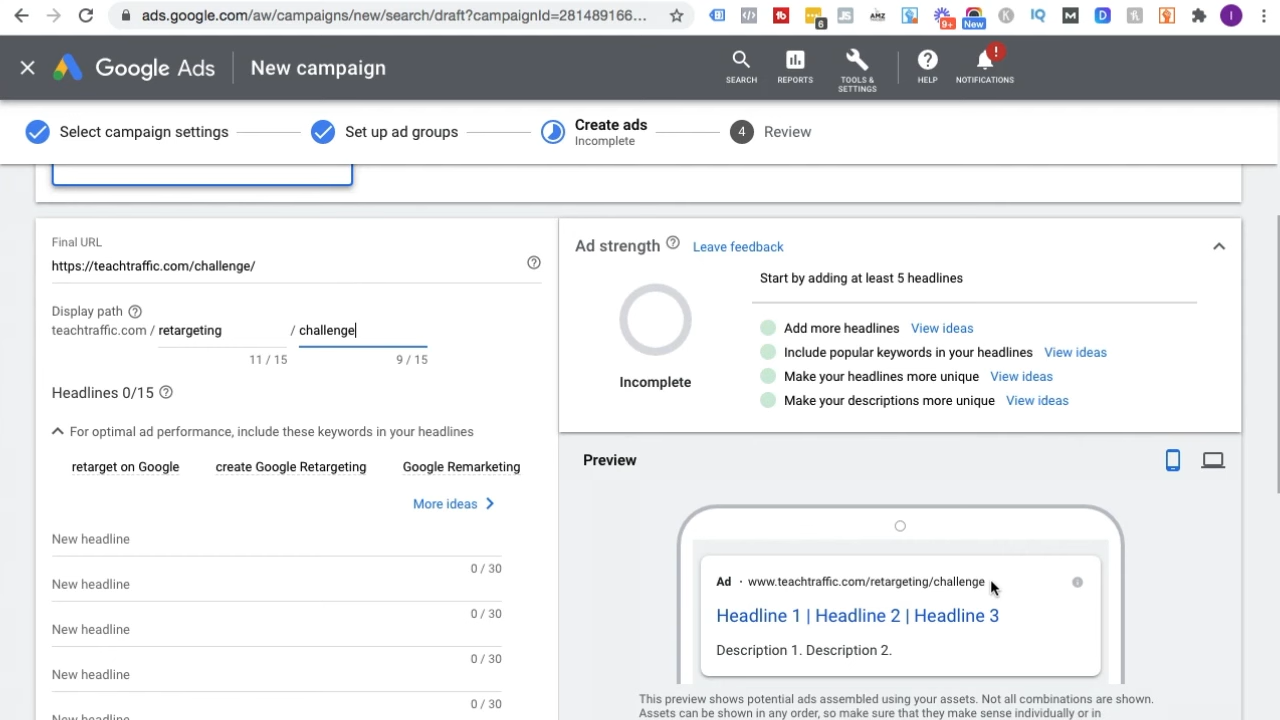 ads.google.com/aw/campaigns/new/search/draft?campaignId=281489166...
6
JS
AMZ
9+
New
K
IQ
M
D
I
Google Ads
New campaign
SEARCH
REPORTS
TOOLS & SETTINGS
HELP
!
NOTIFICATIONS
Select campaign settings
Set up ad groups
Create ads
Incomplete
4
Review
Final URL
https://teachtraffic.com/challenge/
Display path
teachtraffic.com / retargeting / challenge
11 / 15
9 / 15
Headlines 0/15
For optimal ad performance, include these keywords in your headlines
retarget on Google
create Google Retargeting
Google Remarketing
More ideas
New headline
0 / 30
New headline
0 / 30
New headline
0 / 30
New headline
0 / 30
New headline
Ad strength
Leave feedback
Incomplete
Start by adding at least 5 headlines
Add more headlines View ideas
Include popular keywords in your headlines View ideas
Make your headlines more unique View ideas
Make your descriptions more unique View ideas
Preview
Ad · www.teachtraffic.com/retargeting/challenge
Headline 1 | Headline 2 | Headline 3
Description 1. Description 2.
This preview shows potential ads assembled using your assets. Not all combinations are shown.
Assets can be shown in any order, so make sure that they make sense individually or in